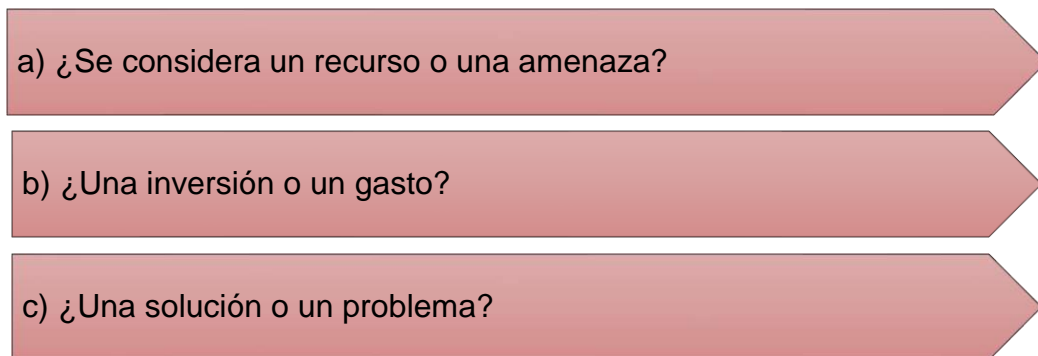 a) ¿Se considera un recurso o una amenaza?
b) ¿Una inversión o un gasto?
c) ¿Una solución o un problema?